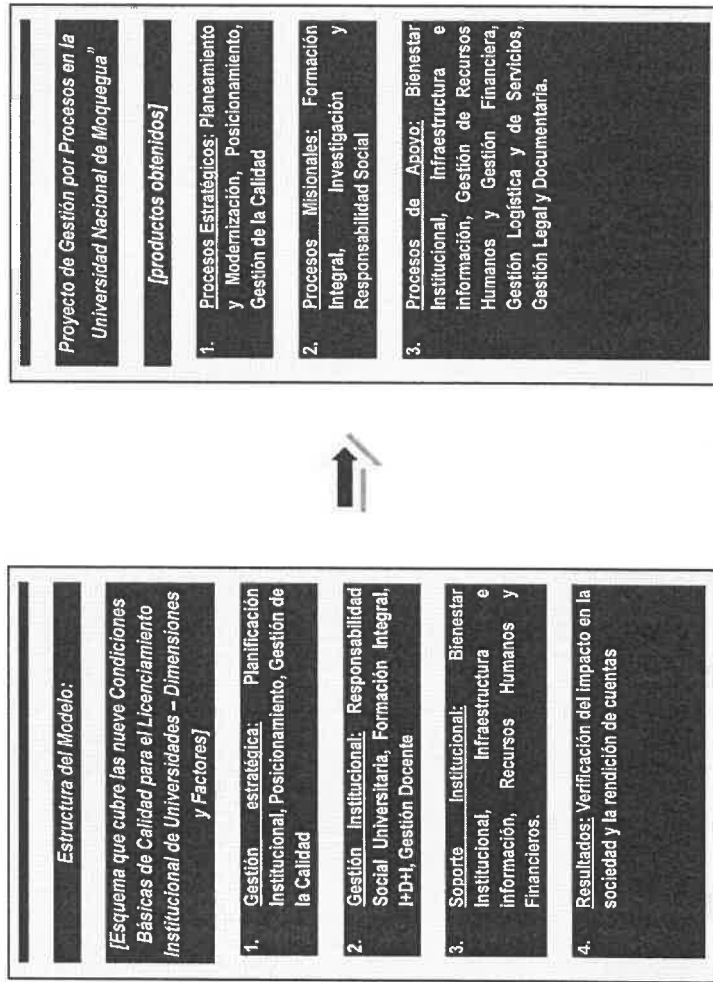 Estructura del Modelo:
[Esquema que cubre las nueve Condiciones
Básicas de Calidad para el Licenciamiento
Institucional de Universidades – Dimensiones
y Factores]
1. Gestión estratégica: Planificación
Institucional, Posicionamiento, Gestión de
la Calidad
2. Gestión Institucional: Responsabilidad
Social Universitaria, Formación Integral,
I+D+I, Gestión Docente
3. Soporte Institucional: Bienestar
Institucional, Infraestructura e
información, Recursos Humanos y
Financieros.
4. Resultados: Verificación del impacto en la
sociedad y la rendición de cuentas
Proyecto de Gestión por Procesos en la
Universidad Nacional de Moquegua”
[productos obtenidos]
1. Procesos Estratégicos: Planeamiento
y Modernización, Posicionamiento,
Gestión de la Calidad
2. Procesos Misionales: Formación
Integral, Investigación y
Responsabilidad Social
3. Procesos de Apoyo: Bienestar
Institucional, Infraestructura e
información, Gestión de Recursos
Humanos y Gestión Financiera,
Gestión Logística y de Servicios,
Gestión Legal y Documentaria.